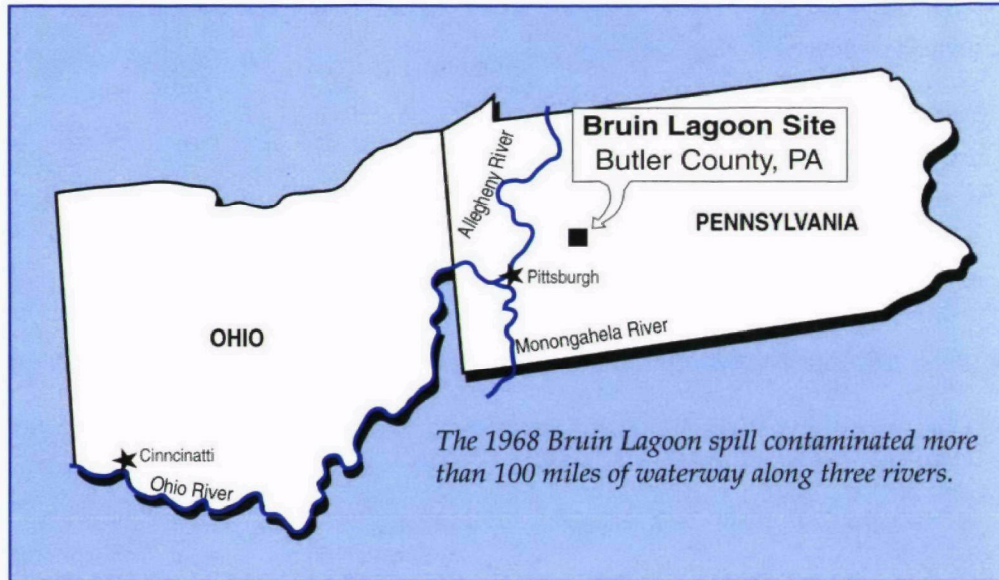 Bruin Lagoon Site
Butler County, PA
Allegheny River
PENNSYLVANIA
Pittsburgh
OHIO
Monongahela River
Cinncinatti
Ohio River
The 1968 Bruin Lagoon spill contaminated more
than 100 miles of waterway along three rivers.